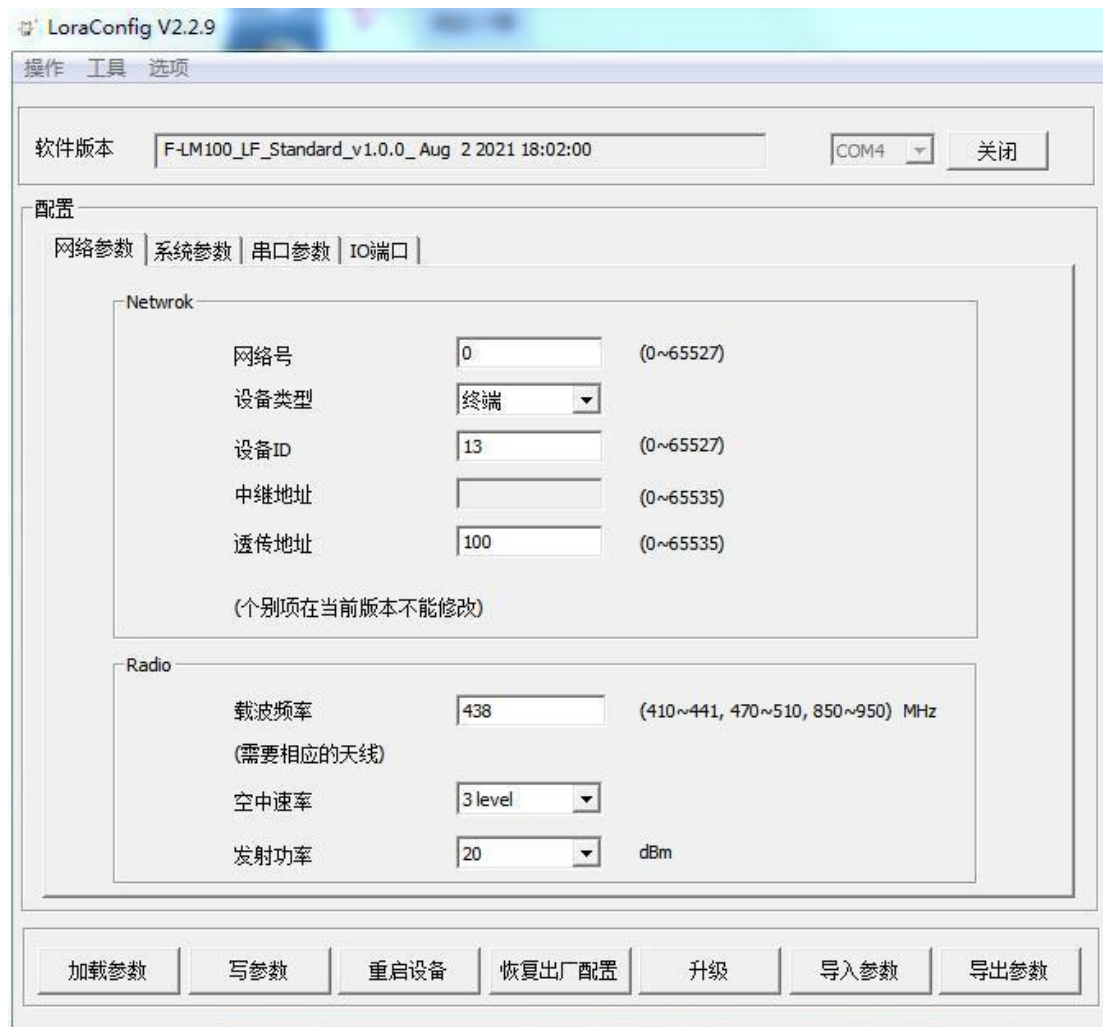 LoraConfig V2.2.9
操作 工具 选项
软件版本 F-LM100_LF_Standard_v1.0.0_ Aug 2 2021 18:02:00 COM4 关闭
配置
网络参数 系统参数 串口参数 IO端口
Netwrok
网络号 0 (0~65527)
设备类型 终端
设备ID 13 (0~65527)
中继地址 (0~65535)
透传地址 100 (0~65535)
(个别项在当前版本不能修改)
Radio
载波频率 438 (410~441, 470~510, 850~950) MHz
(需要相应的天线)
空中速率 3 level
发射功率 20 dBm
加载参数 写参数 重启设备 恢复出厂配置 升级 导入参数 导出参数